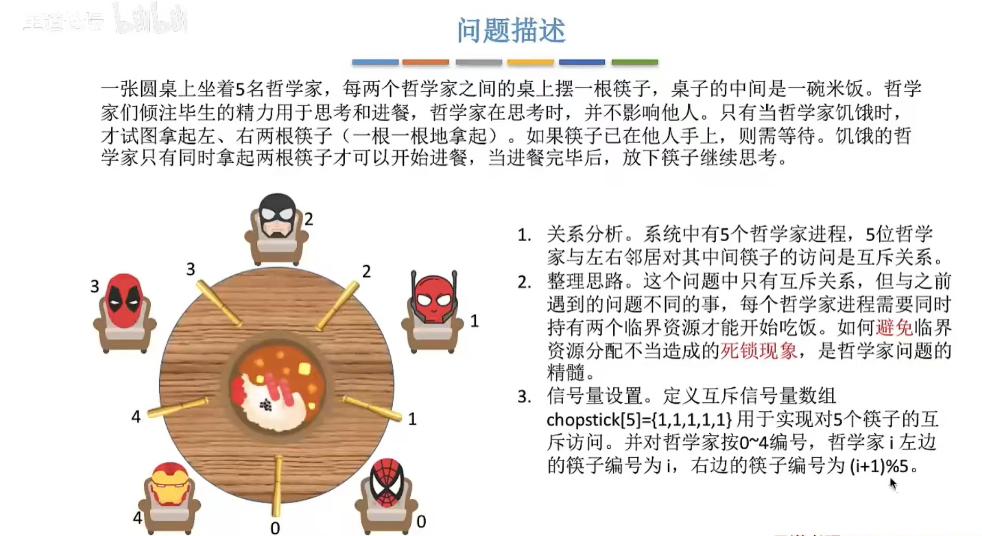 王道论坛 bilibili
问题描述
一张圆桌上坐着5名哲学家，每两个哲学家之间的桌上摆一根筷子，桌子的中间是一碗米饭。哲学
家们倾注毕生的精力用于思考和进餐，哲学家在思考时，并不影响他人。只有当哲学家饥饿时，
才试图拿起左、右两根筷子（一根一根地拿起）。如果筷子已在他人手上，则需等待。饥饿的哲
学家只有同时拿起两根筷子才可以开始进餐，当进餐完毕后，放下筷子继续思考。
2
3
2
3
1
4
1
4
0
0
1. 关系分析。系统中有5个哲学家进程，5位哲学
家与左右邻居对其中间筷子的访问是互斥关系。
2. 整理思路。这个问题中只有互斥关系，但与之前
遇到的问题不同的事，每个哲学家进程需要同时
持有两个临界资源才能开始吃饭。如何避免临界
资源分配不当造成的死锁现象，是哲学家问题的
精髓。
3. 信号量设置。定义互斥信号量数组
chopstick[5]={1,1,1,1,1} 用于实现对5个筷子的互
斥访问。并对哲学家按0~4编号，哲学家 i 左边
的筷子编号为 i，右边的筷子编号为 (i+1)%5。